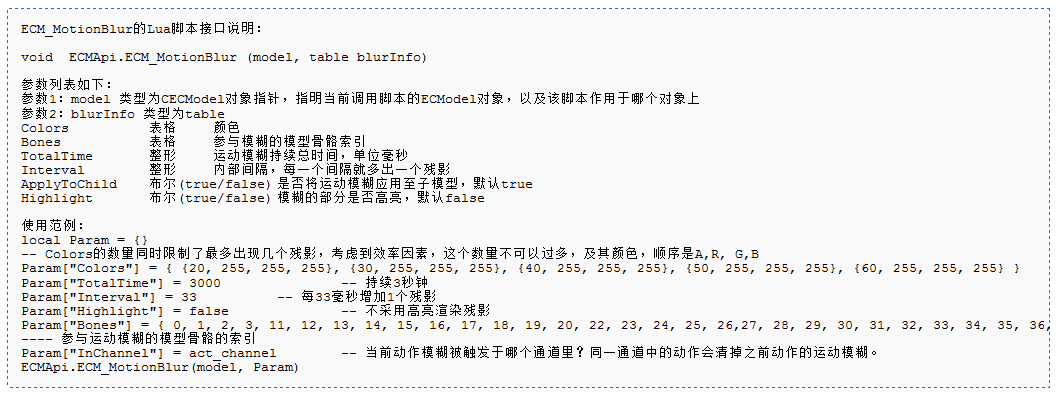 ECM_MotionBlur的Lua脚本接口说明：
void  ECMApi.ECM_MotionBlur (model, table blurInfo)
参数列表如下：
参数1：model 类型为CECModel对象指针，指明当前调用脚本的ECModel对象，以及该脚本作用于哪个对象上
参数2：blurInfo 类型为table
Colors          表格     颜色
Bones           表格     参与模糊的模型骨骼索引
TotalTime       整形     运动模糊持续总时间，单位毫秒
Interval        整形     内部间隔，每一个间隔就多出一个残影
ApplyToChild    布尔(true/false) 是否将运动模糊应用至子模型，默认true
Highlight       布尔(true/false) 模糊的部分是否高亮，默认false
使用范例：
local Param = {}
-- Colors的数量同时限制了最多出现几个残影，考虑到效率因素，这个数量不可以过多，及其颜色，顺序是A,R, G,B
Param["Colors"] = { {20, 255, 255, 255}, {30, 255, 255, 255}, {40, 255, 255, 255}, {50, 255, 255, 255}, {60, 255, 255, 255} }
Param["TotalTime"] = 3000               -- 持续3秒钟
Param["Interval"] = 33          -- 每33毫秒增加1个残影
Param["Highlight"] = false              -- 不采用高亮渲染残影
Param["Bones"] = { 0, 1, 2, 3, 11, 12, 13, 14, 15, 16, 17, 18, 19, 20, 22, 23, 24, 25, 26,27, 28, 29, 30, 31, 32, 33, 34, 35, 36,
---- 参与运动模糊的模型骨骼的索引
Param["InChannel"] = act_channel        -- 当前动作模糊被触发于哪个通道里？同一通道中的动作会清掉之前动作的运动模糊。
ECMApi.ECM_MotionBlur(model, Param)